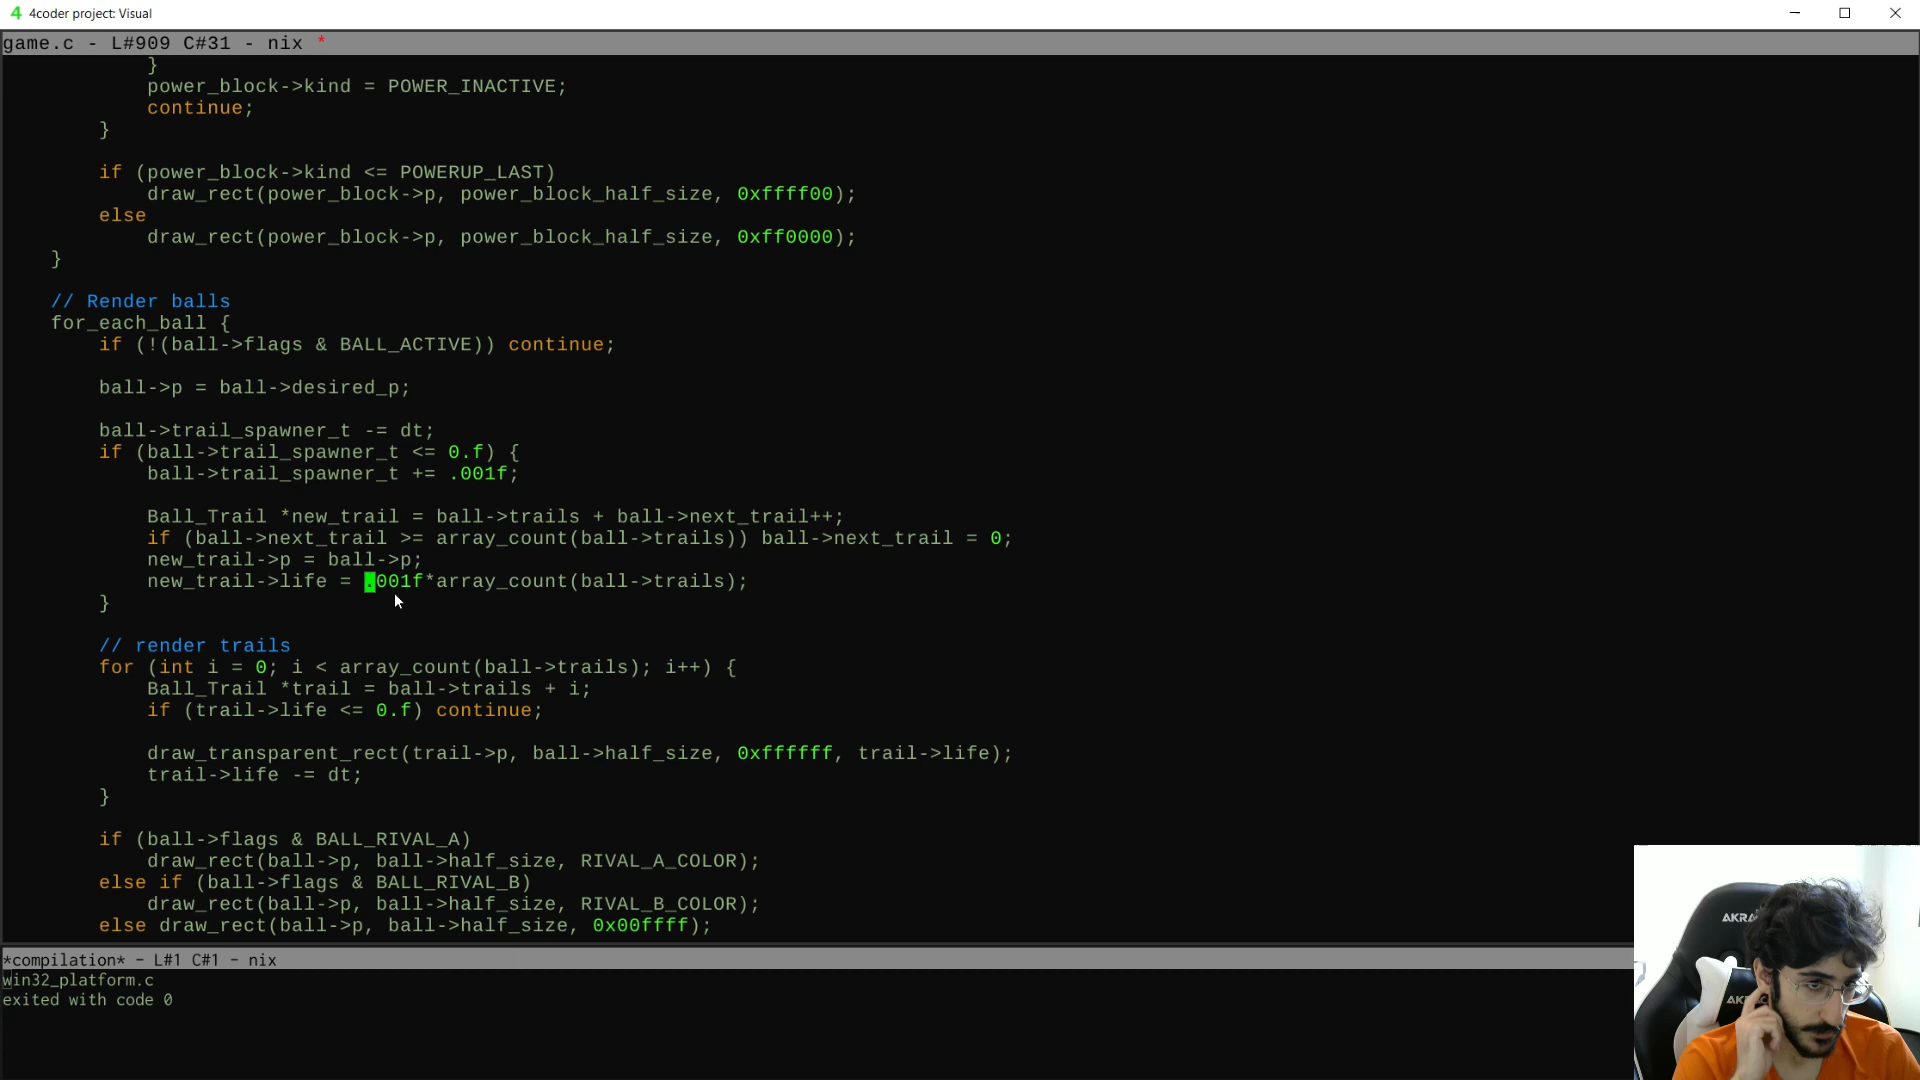 4 4coder project: Visual
game.c - L#909 C#31 - nix *
}
power_block->kind = POWER_INACTIVE;
continue;
}
if (power_block->kind <= POWERUP_LAST)
draw_rect(power_block->p, power_block_half_size, 0xffff00);
else
draw_rect(power_block->p, power_block_half_size, 0xff0000);
}
// Render balls
for_each_ball {
if (!(ball->flags & BALL_ACTIVE)) continue;
ball->p = ball->desired_p;
ball->trail_spawner_t -= dt;
if (ball->trail_spawner_t <= 0.f) {
ball->trail_spawner_t += .001f;
Ball_Trail *new_trail = ball->trails + ball->next_trail++;
if (ball->next_trail >= array_count(ball->trails)) ball->next_trail = 0;
new_trail->p = ball->p;
new_trail->life = .001f*array_count(ball->trails);
}
// render trails
for (int i = 0; i < array_count(ball->trails); i++) {
Ball_Trail *trail = ball->trails + i;
if (trail->life <= 0.f) continue;
draw_transparent_rect(trail->p, ball->half_size, 0xffffff, trail->life);
trail->life -= dt;
}
if (ball->flags & BALL_RIVAL_A)
draw_rect(ball->p, ball->half_size, RIVAL_A_COLOR);
else if (ball->flags & BALL_RIVAL_B)
draw_rect(ball->p, ball->half_size, RIVAL_B_COLOR);
else draw_rect(ball->p, ball->half_size, 0x00ffff);
*compilation* - L#1 C#1 - nix
win32_platform.c
exited with code 0